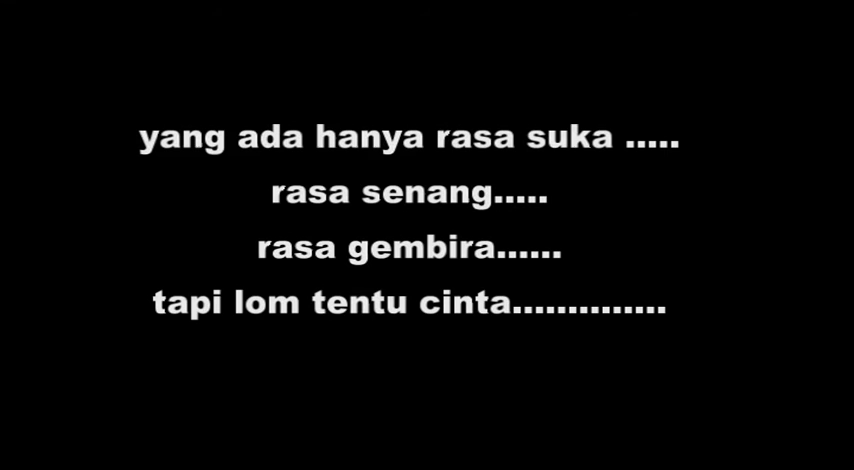 yang ada hanya rasa suka .....
rasa senang.....
rasa gembira......
tapi lom tentu cinta..............